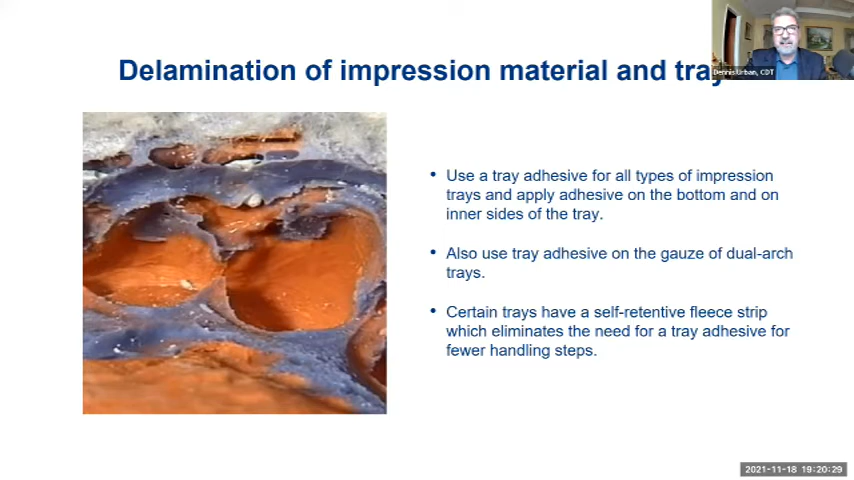 Delamination of impression material and tray
Dennis Urban, CDT
Use a tray adhesive for all types of impression
trays and apply adhesive on the bottom and on
inner sides of the tray.
Also use tray adhesive on the gauze of dual-arch
trays.
Certain trays have a self-retentive fleece strip
which eliminates the need for a tray adhesive for
fewer handling steps.
2021-11-18 19:20:29